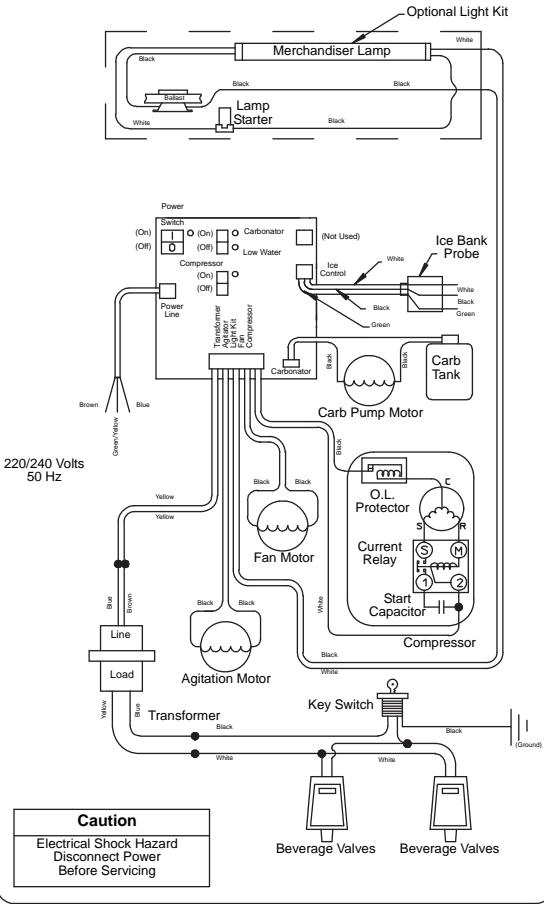 Optional Light Kit
White
Merchandiser Lamp
Black
Black
Black
Ballast
Lamp
Starter
White
Black
Power
Switch
(On)
(Off)
(On)
(Off)
Carbonator
Low Water
(Not Used)
Compressor
(On)
(Off)
Ice
Control
Ice Bank
Probe
White
White
Black
Black
Green
Green
Power
Line
Transformer
Agitator
Light Kit
Fan
Compressor
Carbonator
Black
Black
Carb
Tank
Carb Pump Motor
Brown
Green/Yellow
Blue
220/240 Volts
50 Hz
Black
C
O.L.
Protector
S
R
Black
Black
Fan Motor
Yellow
Yellow
Current
Relay
S
M
1
2
Start
Capacitor
Compressor
White
Blue
Brown
Black
Black
Agitation Motor
Black
White
Line
Load
Yellow
Blue
Transformer
Key Switch
Black
Black
(Ground)
White
White
Beverage Valves
Beverage Valves
Caution
Electrical Shock Hazard
Disconnect Power
Before Servicing